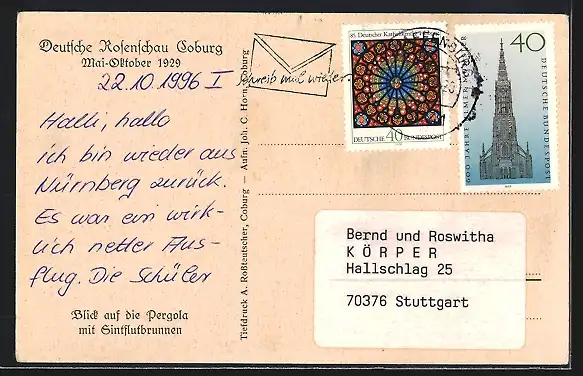 Deutsche Rosenschau Coburg
Mai-Oktober 1929
22.10.1996 I
Halli, hallo
ich bin wieder aus
Nürnberg zurück.
Es war ein wirk-
lich netter Aus-
flug. Die Schüler
Blick auf die Pergola
mit Sintflutbrunnen
Tiefdruck A. Roßteutscher, Coburg — Aufn. Joh. C. Horn, Coburg
Schreib mal wieder
85. Deutscher
DEUTSCHE BUNDESPOST
40
40
600 JAHRE ULMER MÜNSTER
DEUTSCHE BUNDESPOST
Bernd und Roswitha
KÖRPER
Hallschlag 25
70376 Stuttgart